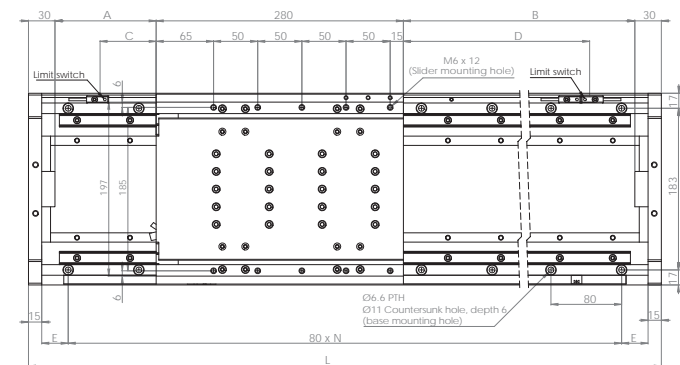 30 A 280 B 30
C 65 50 50 50 50 15 D
M6 x 12
(Slider mounting hole)
Limit switch
Limit switch
6
17
197
185
183
6
17
Ø6.6 PTH
Ø11 Countersunk hole, depth 6
(base mounting hole)
80
15
15
E 80 x N E
L